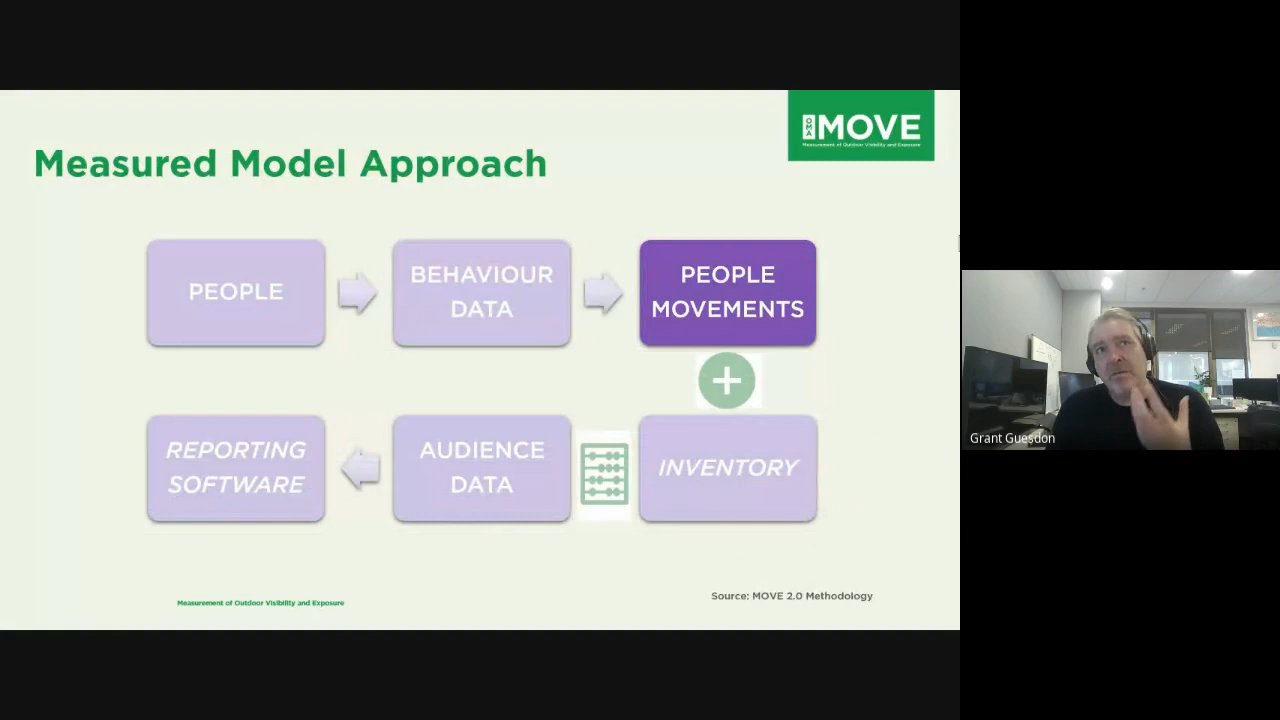 OMA
MOVE
Measurement of Outdoor Visibility and Exposure
Measured Model Approach
PEOPLE
BEHAVIOUR
DATA
PEOPLE
MOVEMENTS
REPORTING
SOFTWARE
AUDIENCE
DATA
INVENTORY
Measurement of Outdoor Visibility and Exposure
Source: MOVE 2.0 Methodology
Grant Guesdon